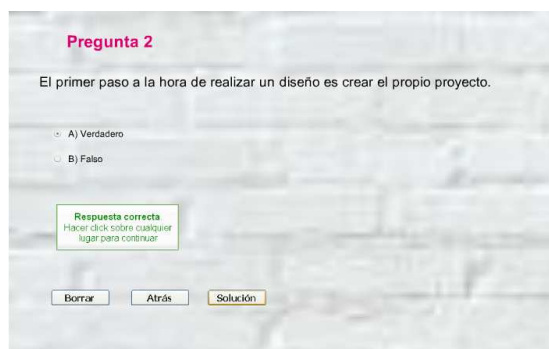 Pregunta 2
El primer paso a la hora de realizar un diseño es crear el propio proyecto.
A) Verdadero
B) Falso
Respuesta correcta
Hacer click sobre cualquier
lugar para continuar
Borrar Atrás Solución